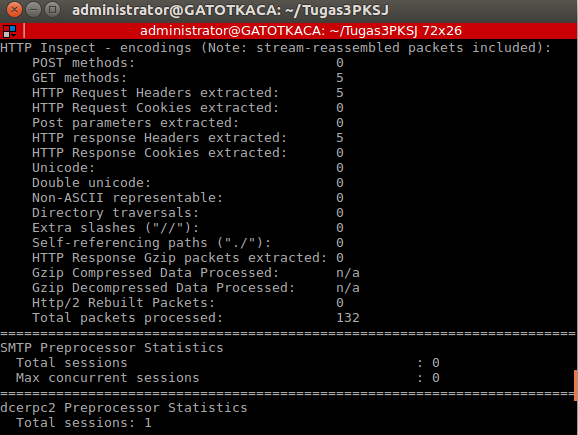 administrator@GATOTKACA: ~/Tugas3PKSJ
administrator@GATOTKACA: ~/Tugas3PKSJ 72x26
HTTP Inspect - encodings (Note: stream-reassembled packets included):
    POST methods:                         0
    GET methods:                          5
    HTTP Request Headers extracted:       5
    HTTP Request Cookies extracted:       0
    Post parameters extracted:            0
    HTTP response Headers extracted:      5
    HTTP Response Cookies extracted:      0
    Unicode:                              0
    Double unicode:                       0
    Non-ASCII representable:              0
    Directory traversals:                 0
    Extra slashes ("//"):                 0
    Self-referencing paths ("./"):        0
    HTTP Response Gzip packets extracted: 0
    Gzip Compressed Data Processed:       n/a
    Gzip Decompressed Data Processed:     n/a
    Http/2 Rebuilt Packets:               0
    Total packets processed:              132
========================================================================
SMTP Preprocessor Statistics
  Total sessions                                    : 0
  Max concurrent sessions                           : 0
========================================================================
dcerpc2 Preprocessor Statistics
  Total sessions: 1